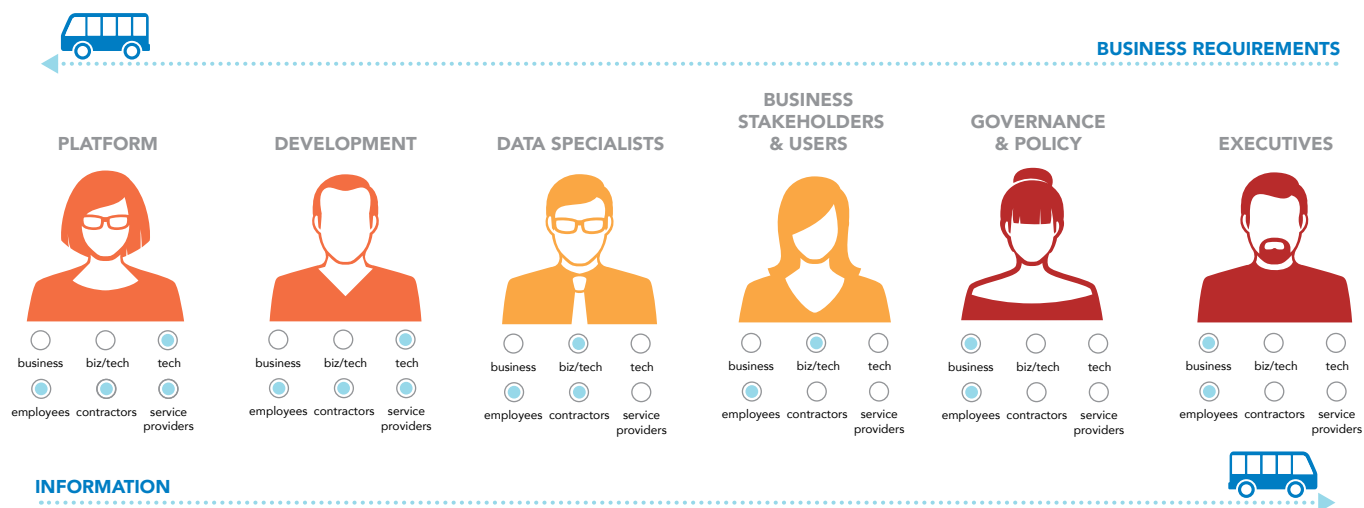 BUSINESS REQUIREMENTS
PLATFORM
DEVELOPMENT
DATA SPECIALISTS
BUSINESS
STAKEHOLDERS
& USERS
GOVERNANCE
& POLICY
EXECUTIVES
business biz/tech tech
employees contractors service
providers
business biz/tech tech
employees contractors service
providers
business biz/tech tech
employees contractors service
providers
business biz/tech tech
employees contractors service
providers
business biz/tech tech
employees contractors service
providers
business biz/tech tech
employees contractors service
providers
INFORMATION